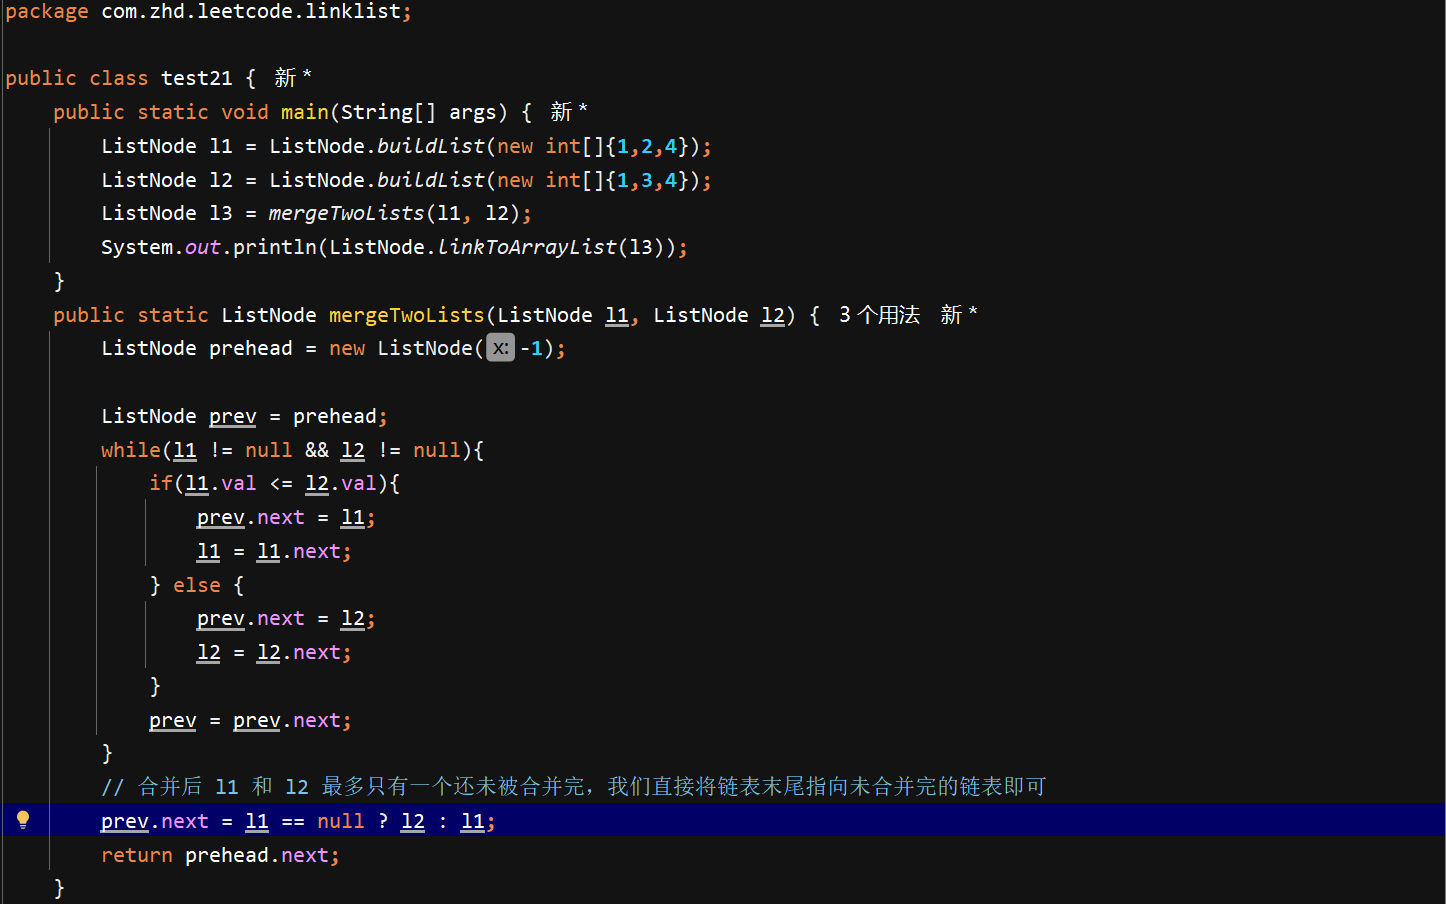 package com.zhd.leetcode.linklist;
public class test21 { 新 *
public static void main(String[] args) { 新 *
ListNode l1 = ListNode.buildList(new int[]{1,2,4});
ListNode l2 = ListNode.buildList(new int[]{1,3,4});
ListNode l3 = mergeTwoLists(l1, l2);
System.out.println(ListNode.linkToArrayList(l3));
}
public static ListNode mergeTwoLists(ListNode l1, ListNode l2) { 3 个用法 新 *
ListNode prehead = new ListNode( x: -1);
ListNode prev = prehead;
while(l1 != null && l2 != null){
if(l1.val <= l2.val){
prev.next = l1;
l1 = l1.next;
} else {
prev.next = l2;
l2 = l2.next;
}
prev = prev.next;
}
// 合并后 l1 和 l2 最多只有一个还未被合并完，我们直接将链表末尾指向未合并完的链表即可
prev.next = l1 == null ? l2 : l1;
return prehead.next;
}